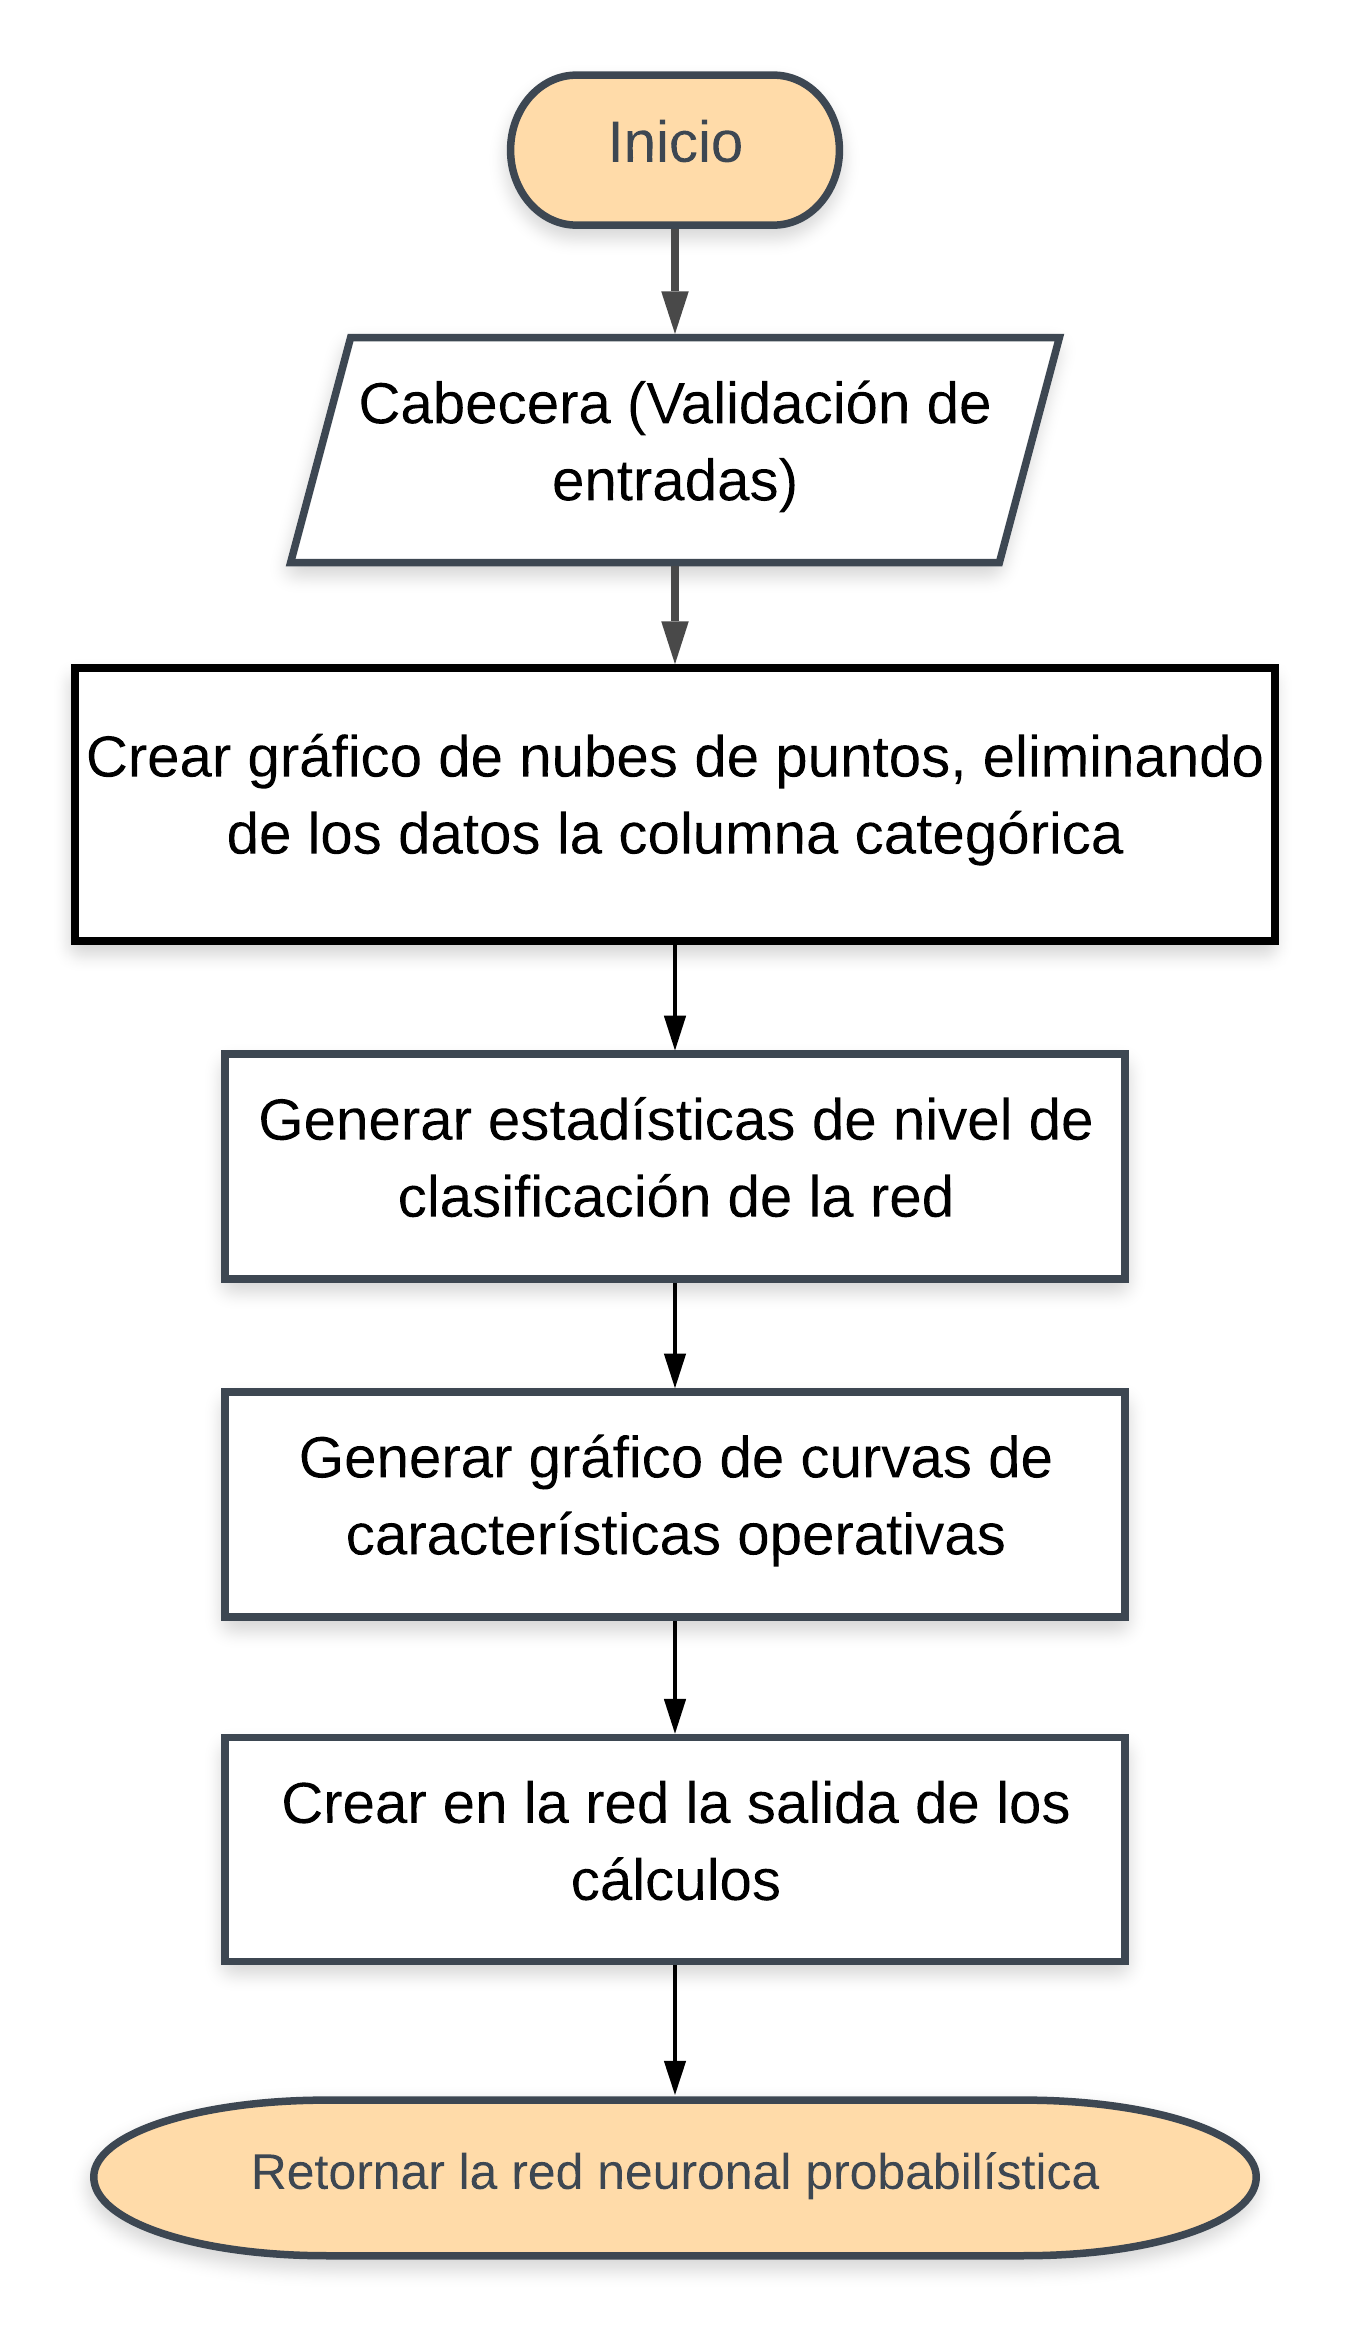 Inicio
Cabecera (Validación de
entradas)
Crear gráfico de nubes de puntos, eliminando
de los datos la columna categórica
Generar estadísticas de nivel de
clasificación de la red
Generar gráfico de curvas de
características operativas
Crear en la red la salida de los
cálculos
Retornar la red neuronal probabilística